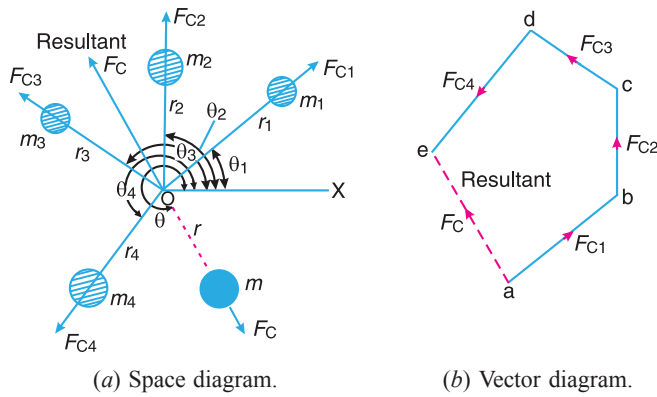 F_C2
Resultant
F_C
F_C3
m_2
F_C1
m_1
r_2
θ_2
r_1
m_3
r_3
θ_3
θ_1
θ_4
X
O
θ
r
r_4
m_4
m
F_C4
F_C
(a) Space diagram.
d
F_C3
F_C4
c
F_C2
e
Resultant
b
F_C
F_C1
a
(b) Vector diagram.